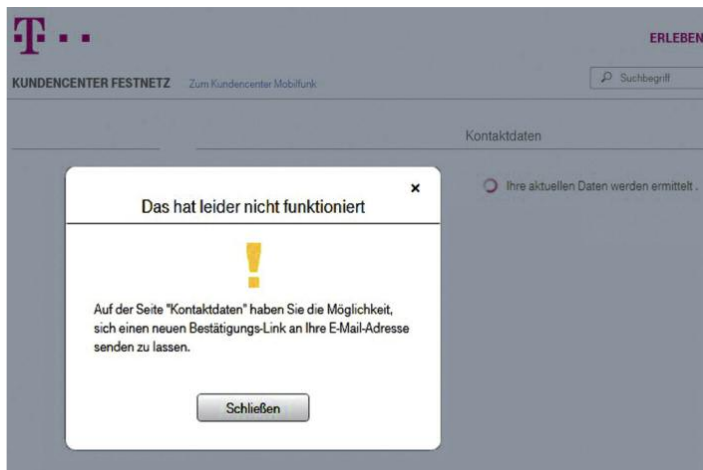 T
ERLEBEN
KUNDENCENTER FESTNETZ Zum Kundencenter Mobilfunk
Suchbegriff
Kontaktdaten
Ihre aktuellen Daten werden ermittelt .
×
Das hat leider nicht funktioniert
!
Auf der Seite "Kontaktdaten" haben Sie die Möglichkeit,
sich einen neuen Bestätigungs-Link an Ihre E-Mail-Adresse
senden zu lassen.
Schließen